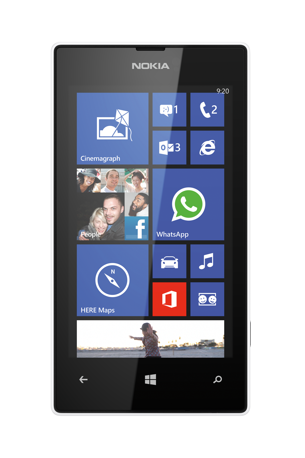 NOKIA
9:20
1
2
Cinemagraph
3
People
f
WhatsApp
N
HERE Maps